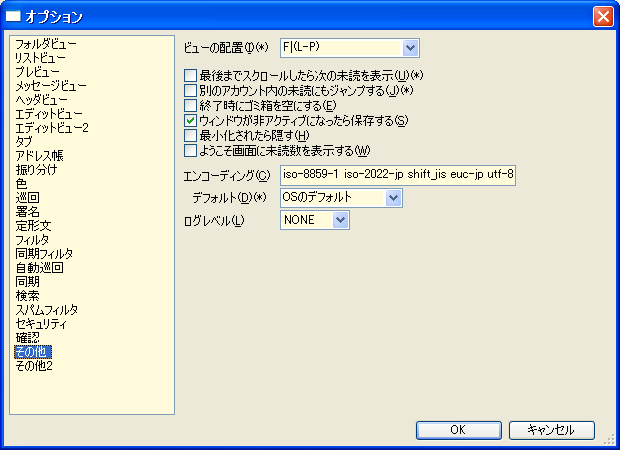 オプション
フォルダビュー
リストビュー
プレビュー
メッセージビュー
ヘッダビュー
エディットビュー
エディットビュー2
タブ
アドレス帳
振り分け
色
巡回
署名
定形文
フィルタ
同期フィルタ
自動巡回
同期
検索
スパムフィルタ
セキュリティ
確認
その他
その他2
ビューの配置(I)(*) F|(L-P)
最後までスクロールしたら次の未読を表示(U)(*)
別のアカウント内の未読にもジャンプする(J)(*)
終了時にゴミ箱を空にする(E)
ウィンドウが非アクティブになったら保存する(S)
最小化されたら隠す(H)
ようこそ画面に未読数を表示する(W)
エンコーディング(C) iso-8859-1 iso-2022-jp shift_jis euc-jp utf-8
デフォルト(D)(*) OSのデフォルト
ログレベル(L) NONE
OK キャンセル